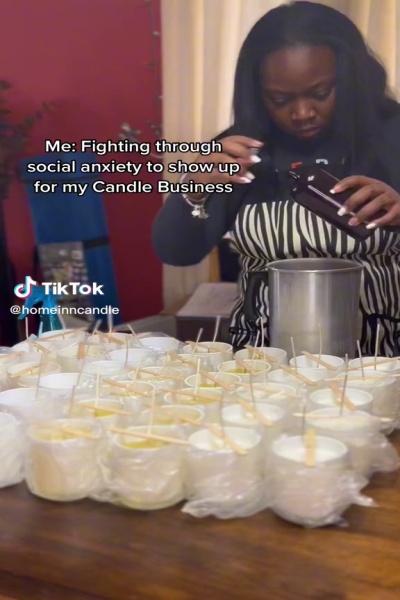 Me: Fighting through
social anxiety to show up
for my Candle Business
TikTok
@homeinncandle